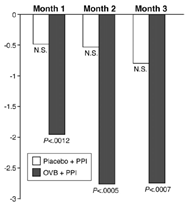 Month 1 Month 2 Month 3
0
-0.5
-1
-1.5
-2
-2.5
-3
N.S. N.S. N.S.
P<.0012
P<.0005
P<.0007
Placebo + PPI
OVB + PPI